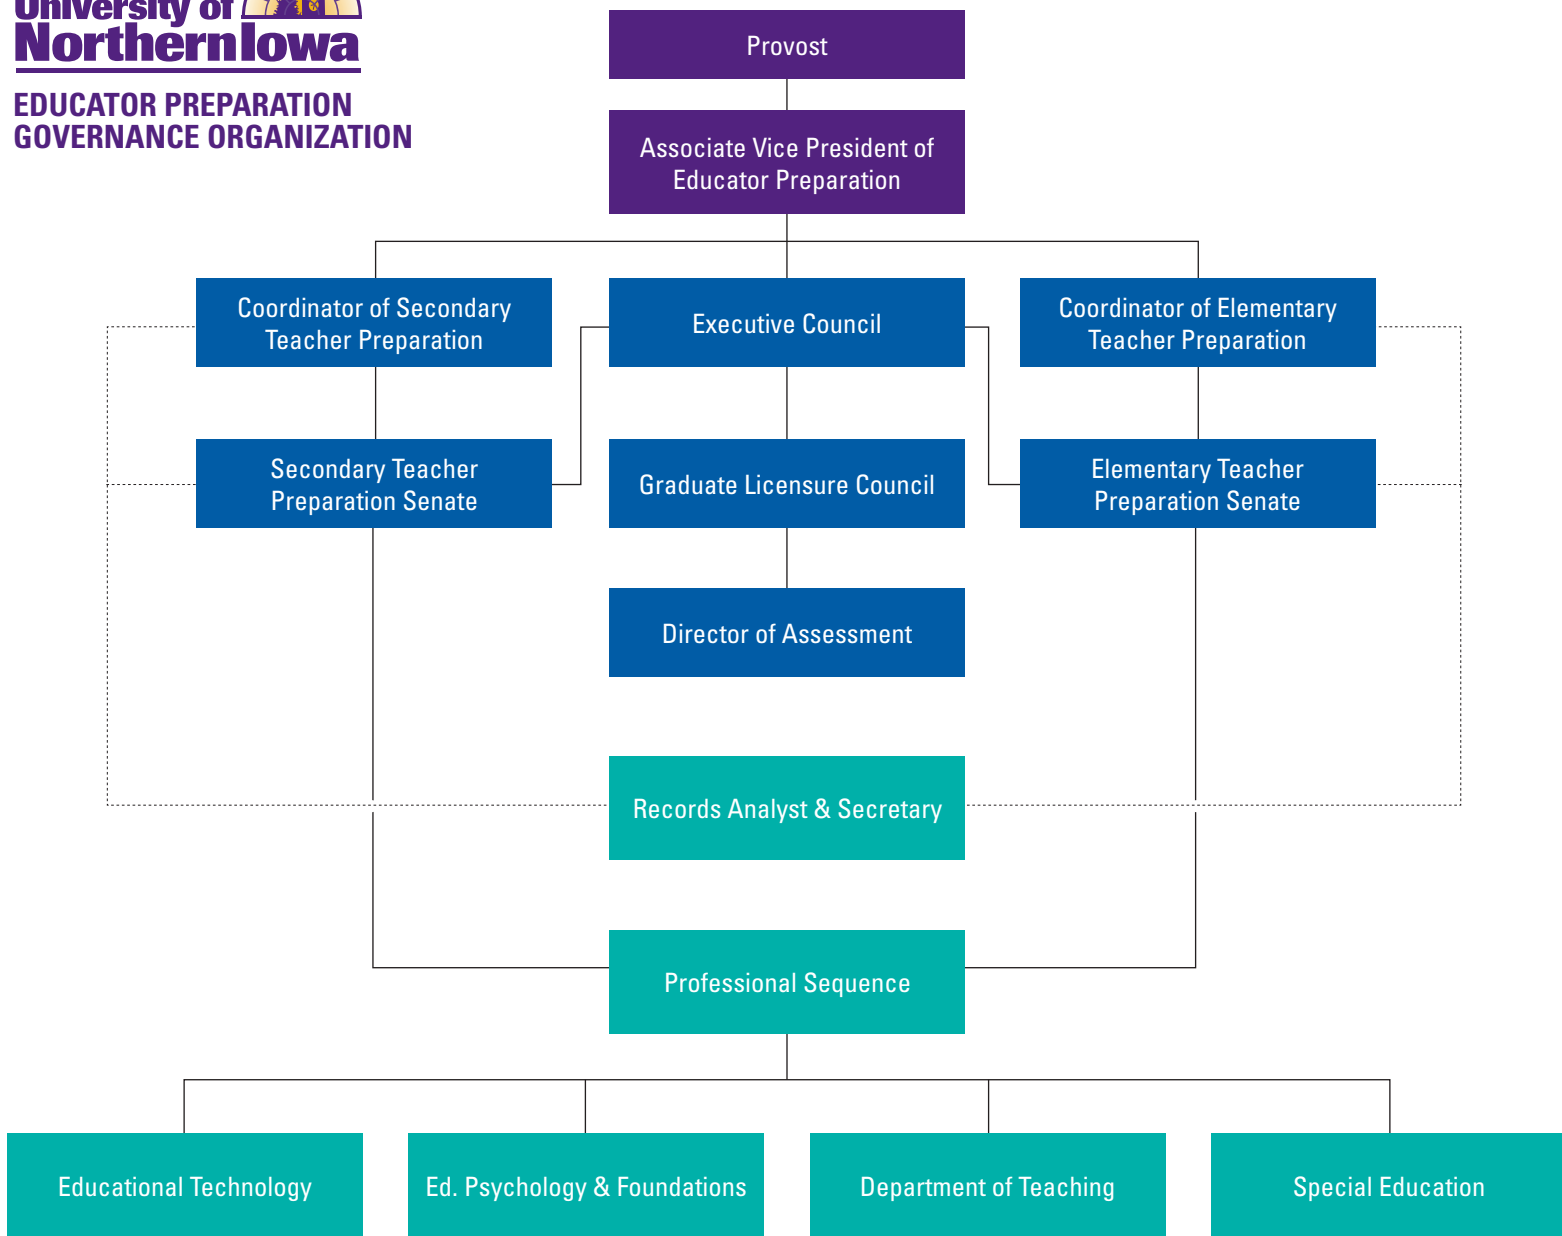 University of
Northern Iowa
EDUCATOR PREPARATION
GOVERNANCE ORGANIZATION
Provost
Associate Vice President of
Educator Preparation
Coordinator of Secondary
Teacher Preparation
Executive Council
Coordinator of Elementary
Teacher Preparation
Secondary Teacher
Preparation Senate
Graduate Licensure Council
Elementary Teacher
Preparation Senate
Director of Assessment
Records Analyst & Secretary
Professional Sequence
Educational Technology
Ed. Psychology & Foundations
Department of Teaching
Special Education